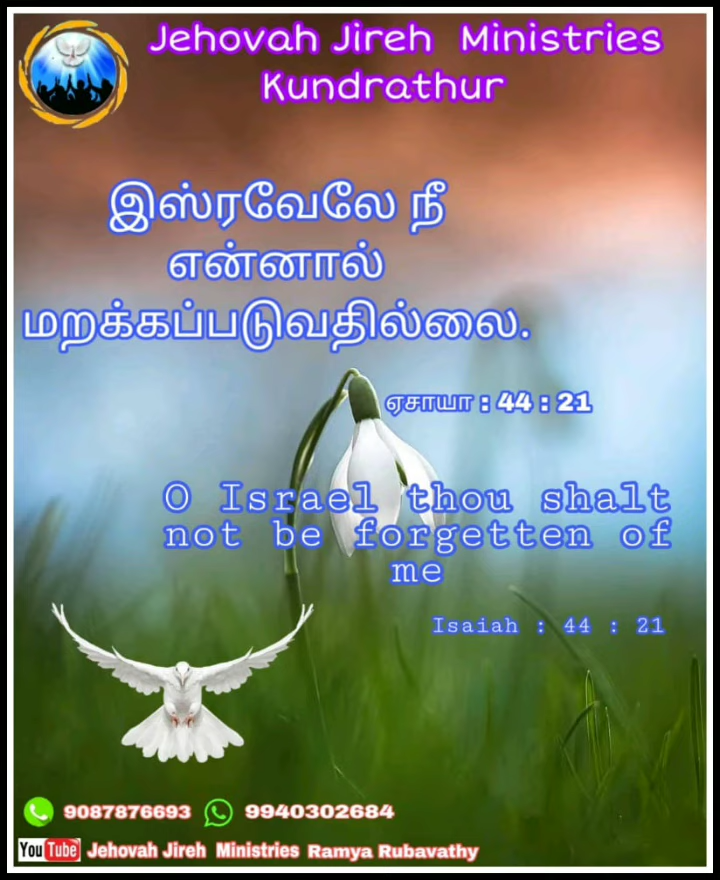 Jehovah Jireh Ministries
Kundrathur
இஸ்ரவேலே நீ
என்னால்
மறக்கப்படுவதில்லை.
ஏசாயா : 44 : 21
O Israel thou shalt
not be forgetten of
me
Isaiah : 44 : 21
9087876693 9940302684
YouTube Jehovah Jireh Ministries Ramya Rubavathy